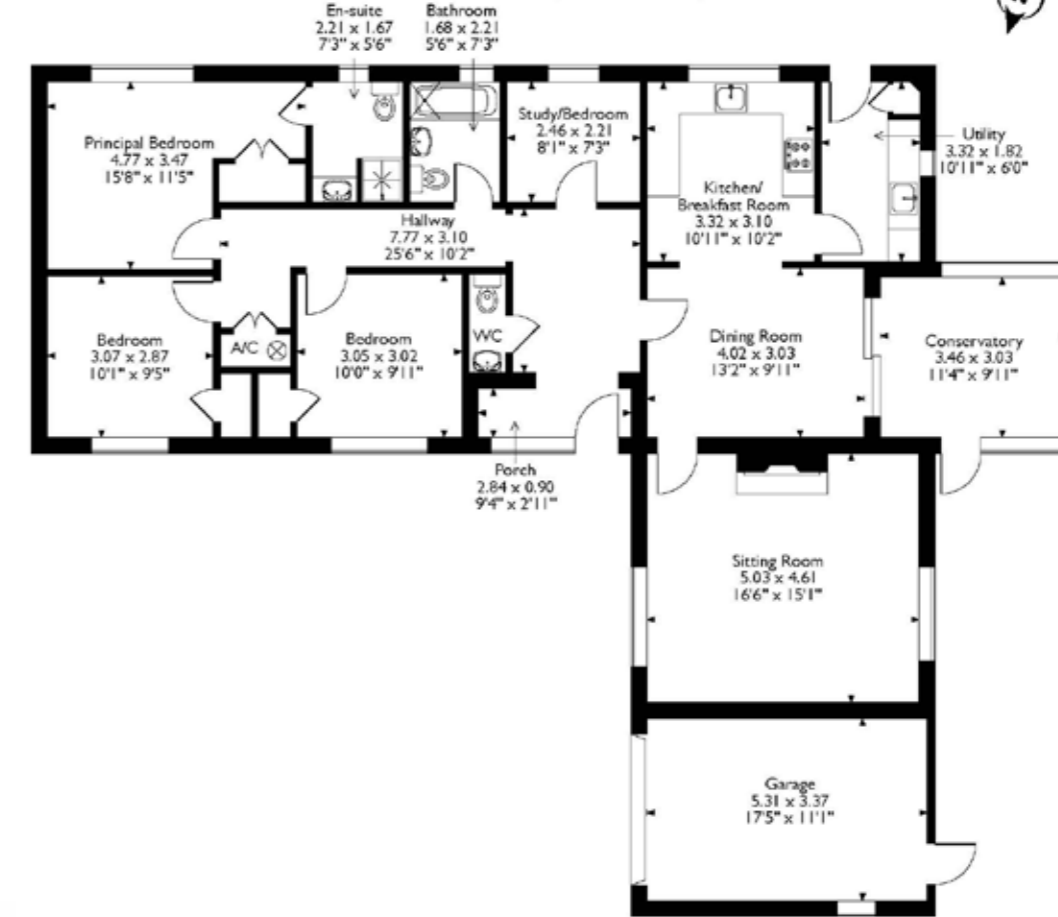 En-suite
2.21 x 1.67
7'3" x 5'6"
Bathroom
1.68 x 2.21
5'6" x 7'3"
Principal Bedroom
4.77 x 3.47
15'8" x 11'5"
Study/Bedroom
2.46 x 2.21
8'1" x 7'3"
Kitchen/
Breakfast Room
3.32 x 3.10
10'11" x 10'2"
Utility
3.32 x 1.82
10'11" x 6'0"
Hallway
7.77 x 3.10
25'6" x 10'2"
Bedroom
3.07 x 2.87
10'1" x 9'5"
A/C
Bedroom
3.05 x 3.02
10'0" x 9'11"
WC
Dining Room
4.02 x 3.03
13'2" x 9'11"
Conservatory
3.46 x 3.03
11'4" x 9'11"
Porch
2.84 x 0.90
9'4" x 2'11"
Sitting Room
5.03 x 4.61
16'6" x 15'1"
Garage
5.31 x 3.37
17'5" x 11'1"